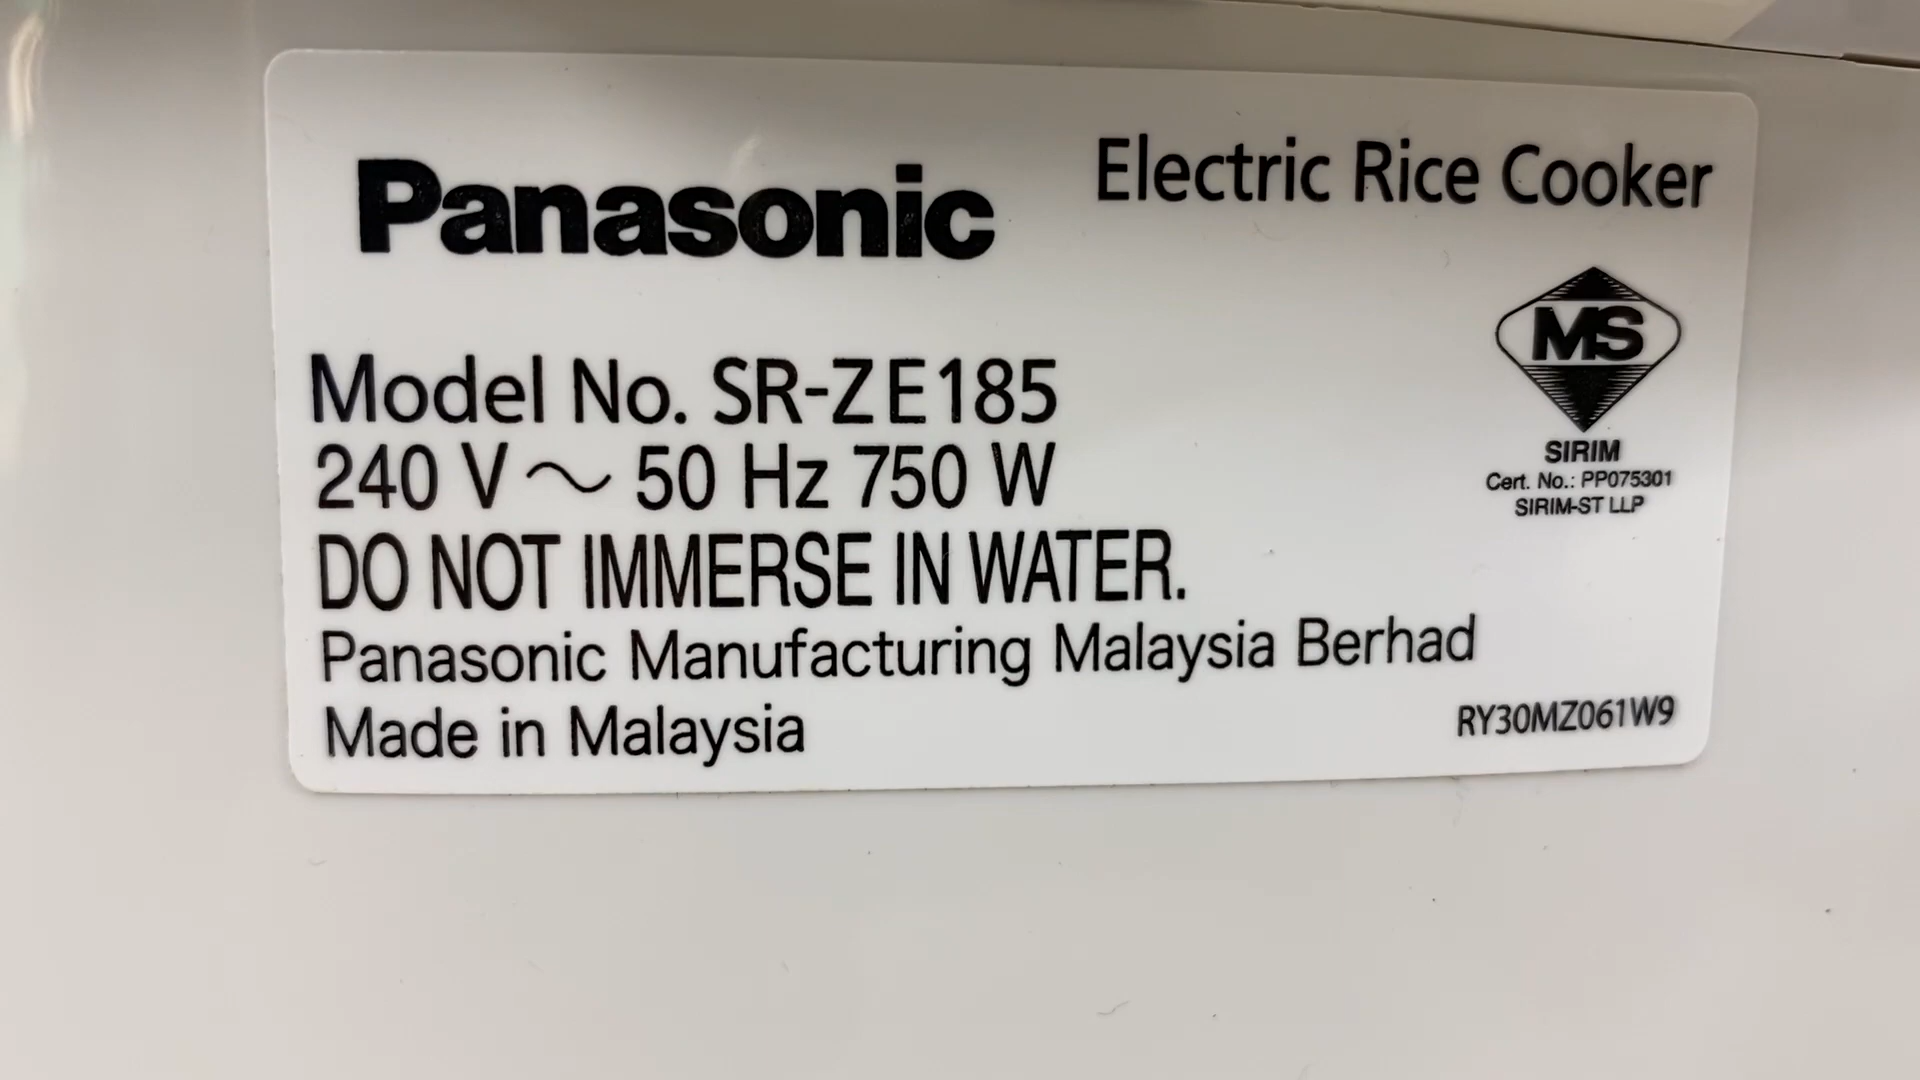 Panasonic
Electric Rice Cooker
MS
SIRIM
Cert. No.: PP075301
SIRIM-ST LLP
Model No. SR-ZE185
240 V ~ 50 Hz 750 W
DO NOT IMMERSE IN WATER.
Panasonic Manufacturing Malaysia Berhad
Made in Malaysia
RY30MZ061W9